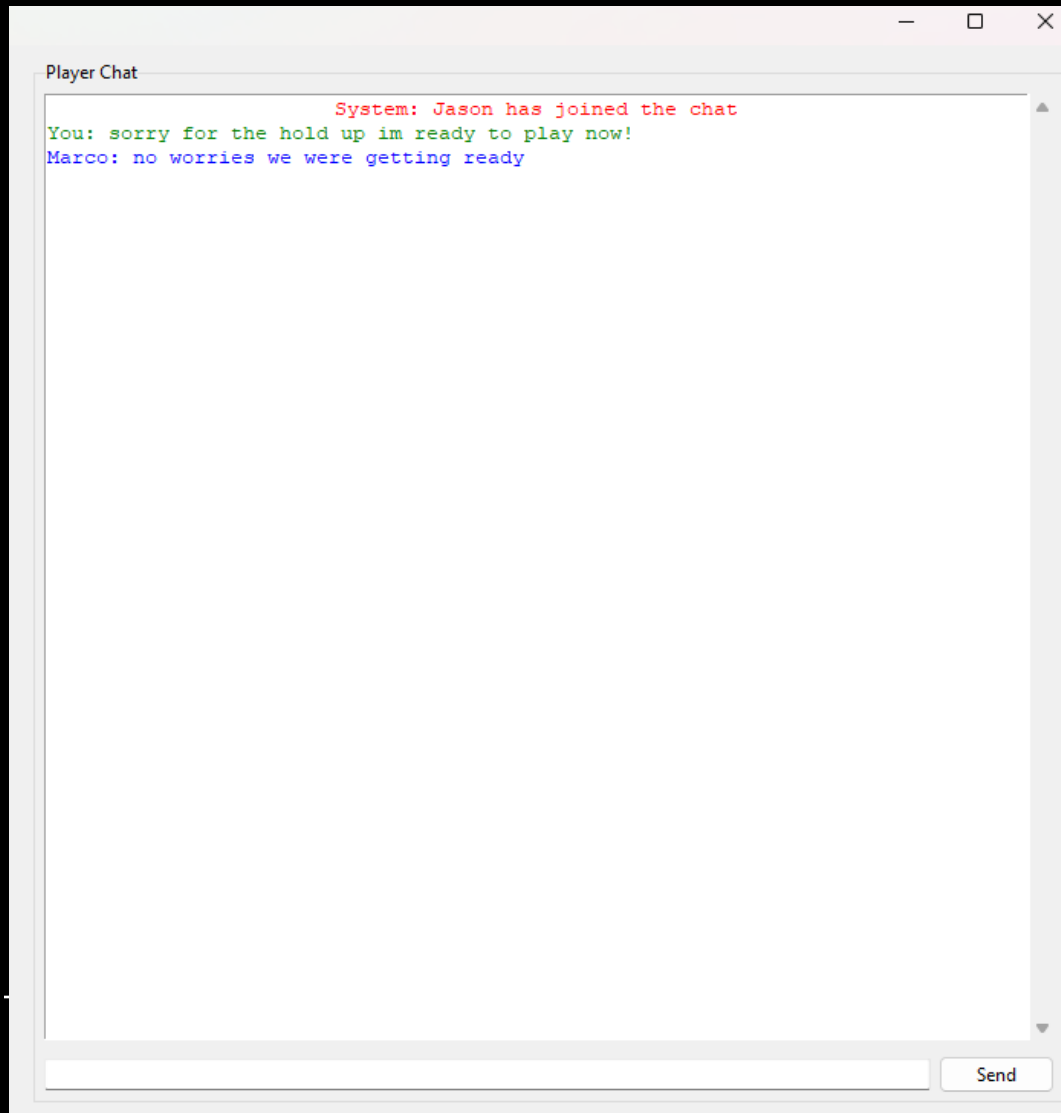 Player Chat
System: Jason has joined the chat
You: sorry for the hold up im ready to play now!
Marco: no worries we were getting ready
Send